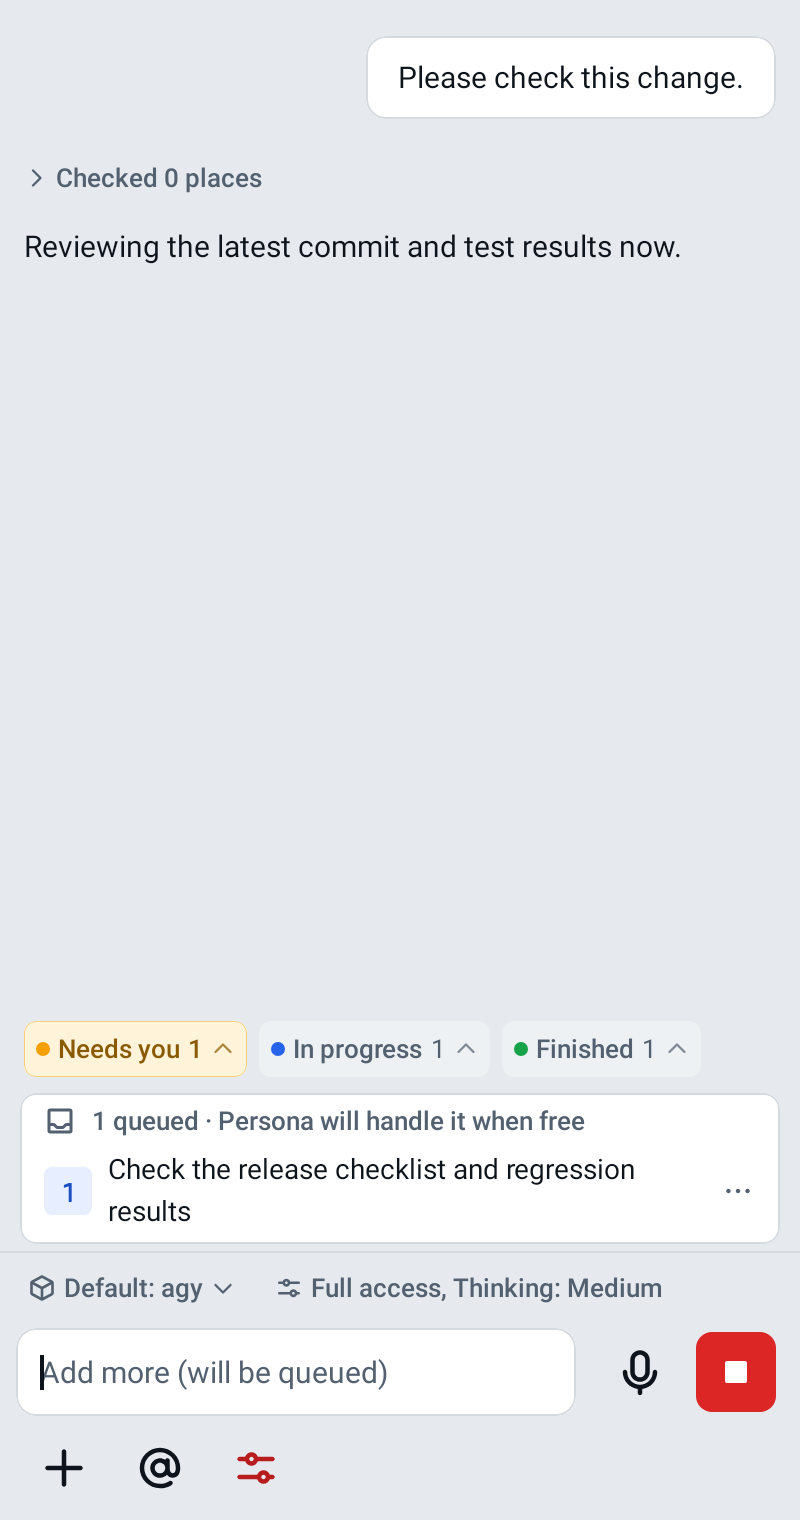 Please check this change.
Checked 0 places
Reviewing the latest commit and test results now.
Needs you 1
In progress 1
Finished 1
1 queued · Persona will handle it when free
1
Check the release checklist and regression
results
Default: agy
Full access, Thinking: Medium
Add more (will be queued)